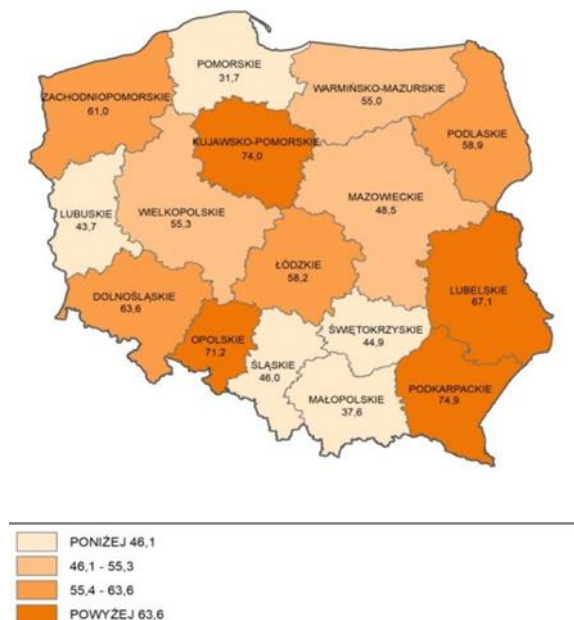 POMORSKIE
31,7
WARMIŃSKO-MAZURSKIE
55,0
ZACHODNIOPOMORSKIE
61,0
PODLASKIE
58,9
KUJAWSKO-POMORSKIE
74,0
MAZOWIECKIE
48,5
LUBUSKIE
43,7
WIELKOPOLSKIE
55,3
ŁÓDZKIE
58,2
LUBELSKIE
67,1
DOLNOŚLĄSKIE
63,6
OPOLSKIE
71,2
ŚWIĘTOKRZYSKIE
44,9
ŚLĄSKIE
46,0
MAŁOPOLSKIE
37,6
PODKARPACKIE
74,9
PONIŻEJ 46,1
46,1 - 55,3
55,4 - 63,6
POWYŻEJ 63,6